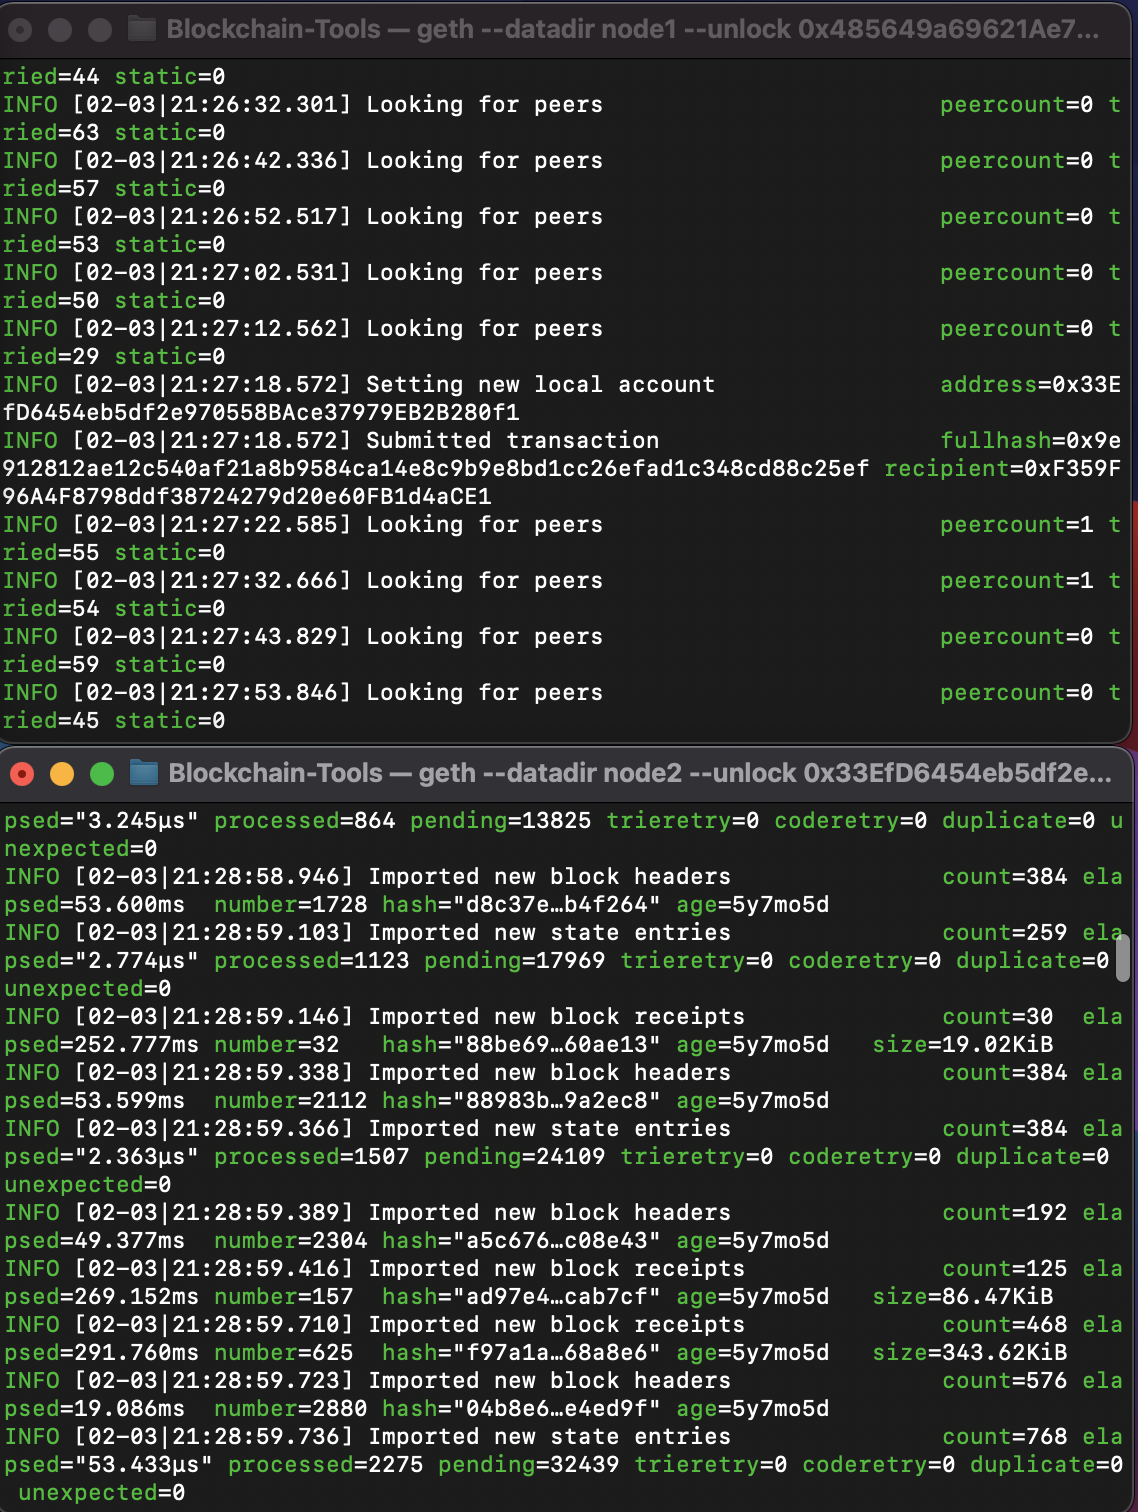 Blockchain-Tools — geth --datadir node1 --unlock 0x485649a69621Ae7...
ried=44 static=0
INFO [02-03|21:26:32.301] Looking for peers peercount=0 t
ried=63 static=0
INFO [02-03|21:26:42.336] Looking for peers peercount=0 t
ried=57 static=0
INFO [02-03|21:26:52.517] Looking for peers peercount=0 t
ried=53 static=0
INFO [02-03|21:27:02.531] Looking for peers peercount=0 t
ried=50 static=0
INFO [02-03|21:27:12.562] Looking for peers peercount=0 t
ried=29 static=0
INFO [02-03|21:27:18.572] Setting new local account address=0x33E
fD6454eb5df2e970558BAce37979EB2B280f1
INFO [02-03|21:27:18.572] Submitted transaction fullhash=0x9e
912812ae12c540af21a8b9584ca14e8c9b9e8bd1cc26efad1c348cd88c25ef recipient=0xF359F
96A4F8798ddf38724279d20e60FB1d4aCE1
INFO [02-03|21:27:22.585] Looking for peers peercount=1 t
ried=55 static=0
INFO [02-03|21:27:32.666] Looking for peers peercount=1 t
ried=54 static=0
INFO [02-03|21:27:43.829] Looking for peers peercount=0 t
ried=59 static=0
INFO [02-03|21:27:53.846] Looking for peers peercount=0 t
ried=45 static=0
Blockchain-Tools — geth --datadir node2 --unlock 0x33EfD6454eb5df2e...
psed="3.245µs" processed=864 pending=13825 trieretry=0 coderetry=0 duplicate=0 u
nexpected=0
INFO [02-03|21:28:58.946] Imported new block headers count=384 ela
psed=53.600ms number=1728 hash="d8c37e…b4f264" age=5y7mo5d
INFO [02-03|21:28:59.103] Imported new state entries count=259 ela
psed="2.774µs" processed=1123 pending=17969 trieretry=0 coderetry=0 duplicate=0
unexpected=0
INFO [02-03|21:28:59.146] Imported new block receipts count=30 ela
psed=252.777ms number=32 hash="88be69…60ae13" age=5y7mo5d size=19.02KiB
INFO [02-03|21:28:59.338] Imported new block headers count=384 ela
psed=53.599ms number=2112 hash="88983b…9a2ec8" age=5y7mo5d
INFO [02-03|21:28:59.366] Imported new state entries count=384 ela
psed="2.363µs" processed=1507 pending=24109 trieretry=0 coderetry=0 duplicate=0
unexpected=0
INFO [02-03|21:28:59.389] Imported new block headers count=192 ela
psed=49.377ms number=2304 hash="a5c676…c08e43" age=5y7mo5d
INFO [02-03|21:28:59.416] Imported new block receipts count=125 ela
psed=269.152ms number=157 hash="ad97e4…cab7cf" age=5y7mo5d size=86.47KiB
INFO [02-03|21:28:59.710] Imported new block receipts count=468 ela
psed=291.760ms number=625 hash="f97a1a…68a8e6" age=5y7mo5d size=343.62KiB
INFO [02-03|21:28:59.723] Imported new block headers count=576 ela
psed=19.086ms number=2880 hash="04b8e6…e4ed9f" age=5y7mo5d
INFO [02-03|21:28:59.736] Imported new state entries count=768 ela
psed="53.433µs" processed=2275 pending=32439 trieretry=0 coderetry=0 duplicate=0
unexpected=0